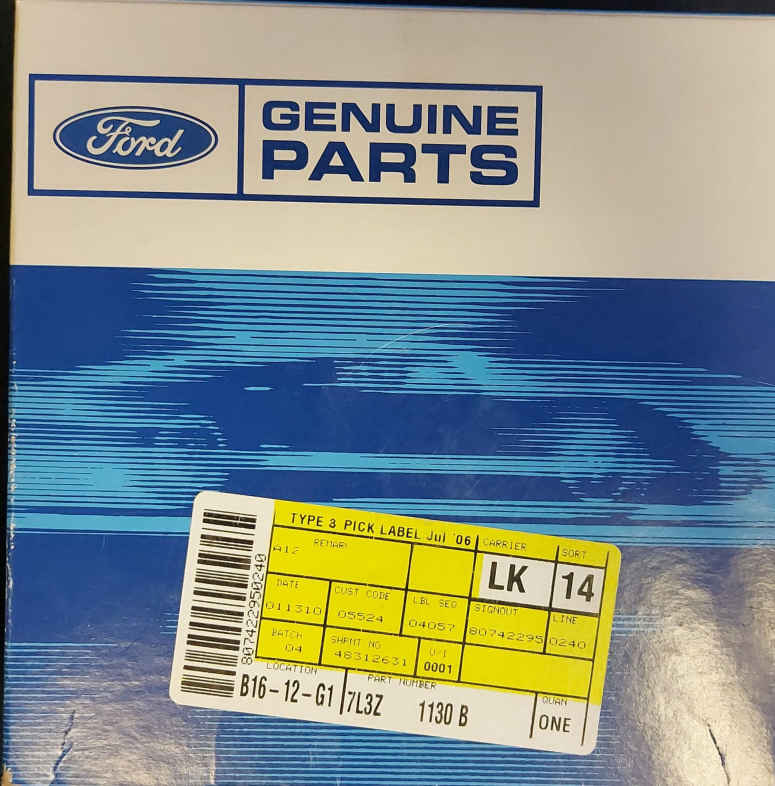 Ford
GENUINE
PARTS
TYPE 3 PICK LABEL Jul '06
CARRIER
SORT
REMARK
A12
LK
14
DATE
CUST CODE
LBL SEQ
SIGNOUT
LINE
011310
05524
04057
80742295
0240
BATCH
SHPMT NO
U/I
04
48312631
0001
LOCATION
PART NUMBER
QUAN
B16-12-G1
7L3Z 1130 B
ONE
807422950240